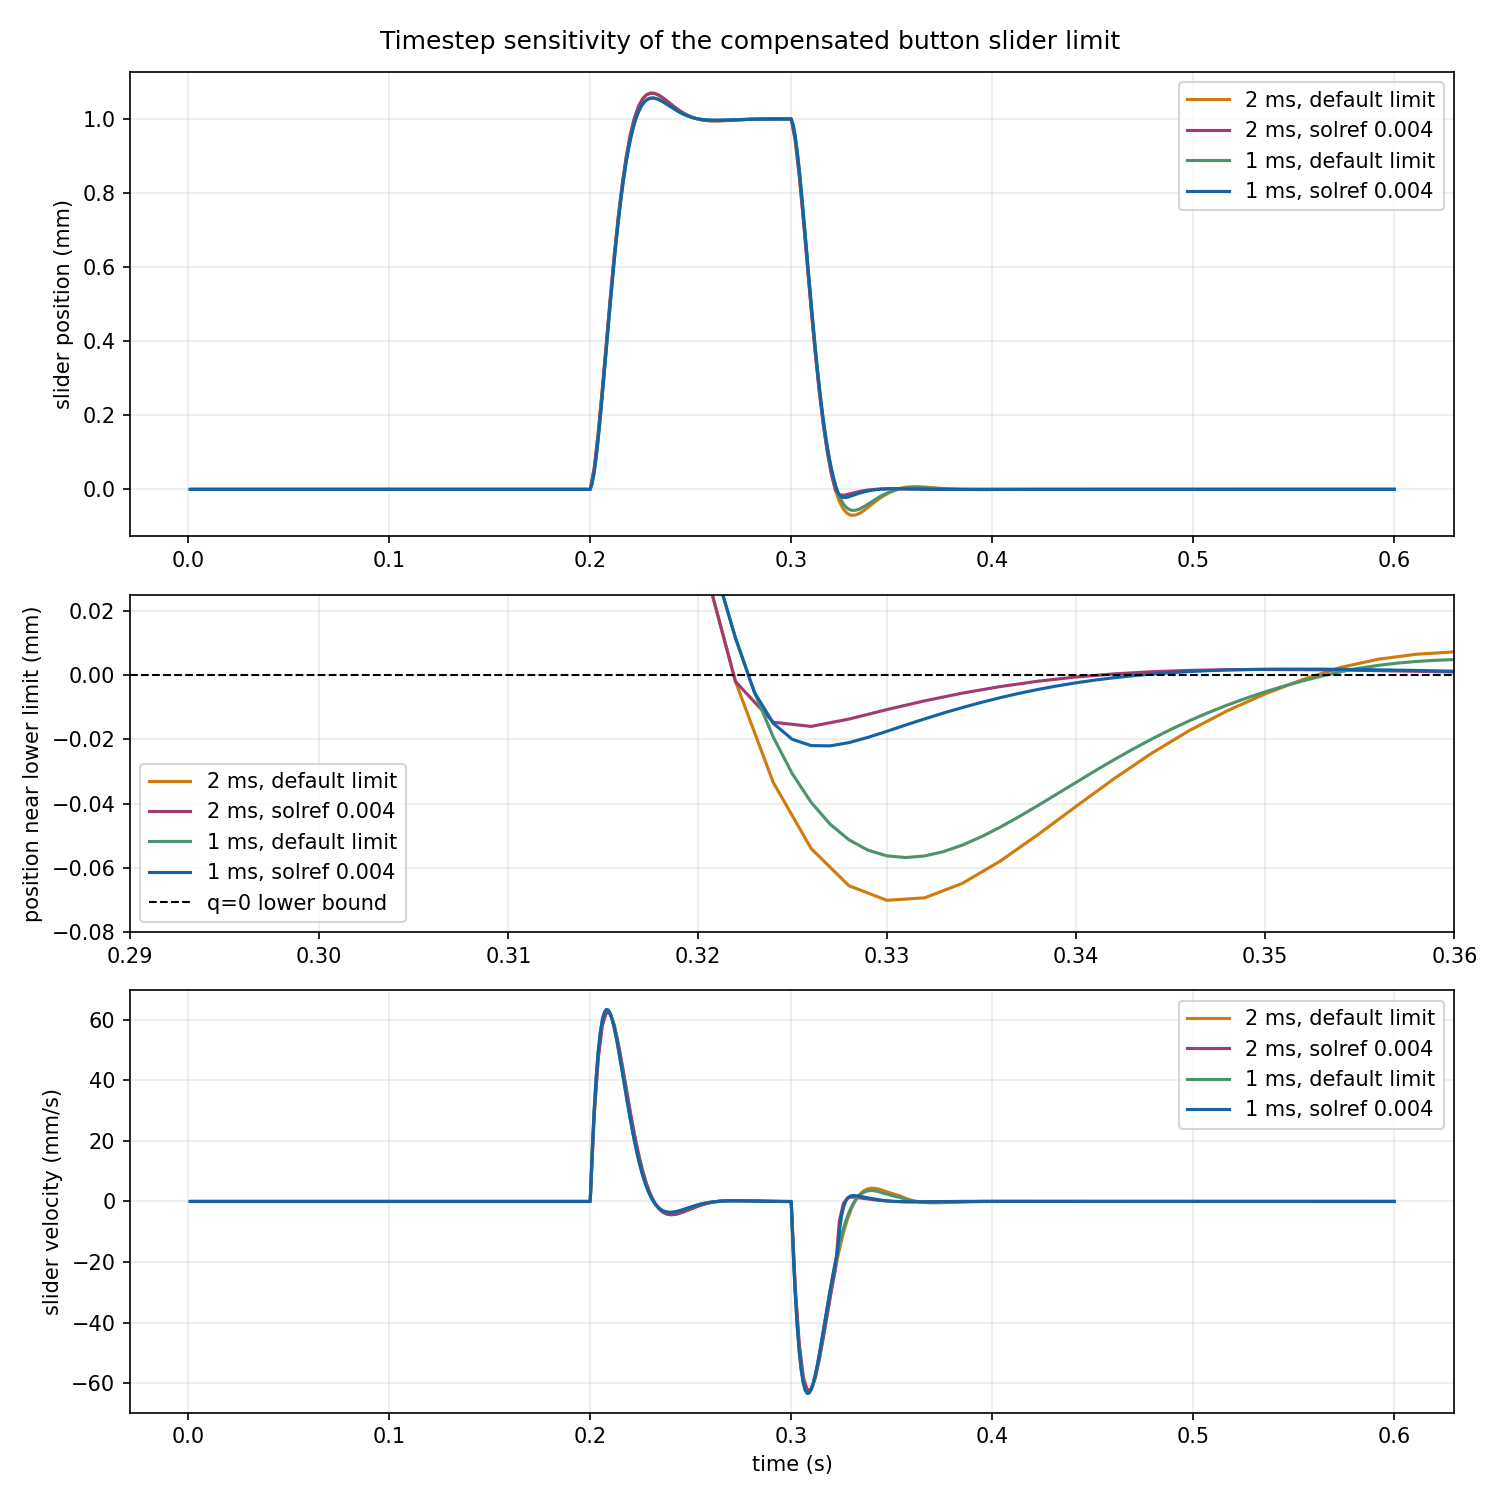 Timestep sensitivity of the compensated button slider limit
slider position (mm)
1.0
0.8
0.6
0.4
0.2
0.0
2 ms, default limit
2 ms, solref 0.004
1 ms, default limit
1 ms, solref 0.004
0.0 0.1 0.2 0.3 0.4 0.5 0.6
position near lower limit (mm)
0.02
0.00
−0.02
−0.04
−0.06
−0.08
2 ms, default limit
2 ms, solref 0.004
1 ms, default limit
1 ms, solref 0.004
q=0 lower bound
0.29 0.30 0.31 0.32 0.33 0.34 0.35 0.36
slider velocity (mm/s)
60
40
20
0
−20
−40
−60
2 ms, default limit
2 ms, solref 0.004
1 ms, default limit
1 ms, solref 0.004
0.0 0.1 0.2 0.3 0.4 0.5 0.6
time (s)